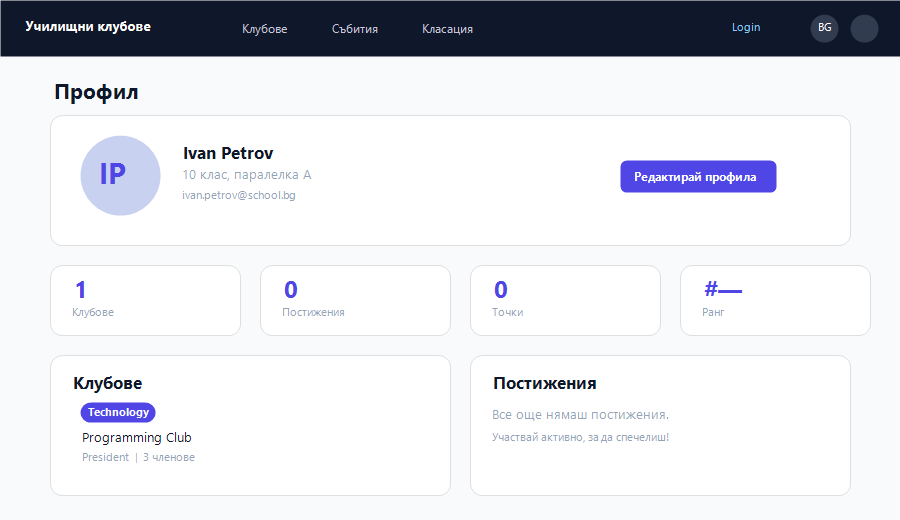 Училищни клубове Клубове Събития Класация Login BG
Профил
IP
Ivan Petrov
10 клас, паралелка А
ivan.petrov@school.bg
Редактирай профила
1
Клубове
0
Постижения
0
Точки
#—
Ранг
Клубове
Technology
Programming Club
President | 3 членове
Постижения
Все още нямаш постижения.
Участвай активно, за да спечелиш!